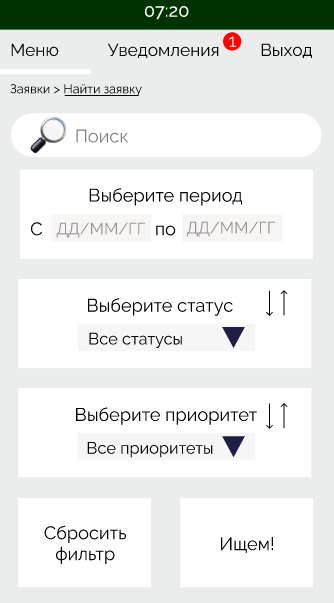 07:20
Меню Уведомления 1 Выход
Заявки > Найти заявку
Поиск
Выберите период
С ДД/ММ/ГГ по ДД/ММ/ГГ
Выберите статус
Все статусы
Выберите приоритет
Все приоритеты
Сбросить фильтр
Ищем!